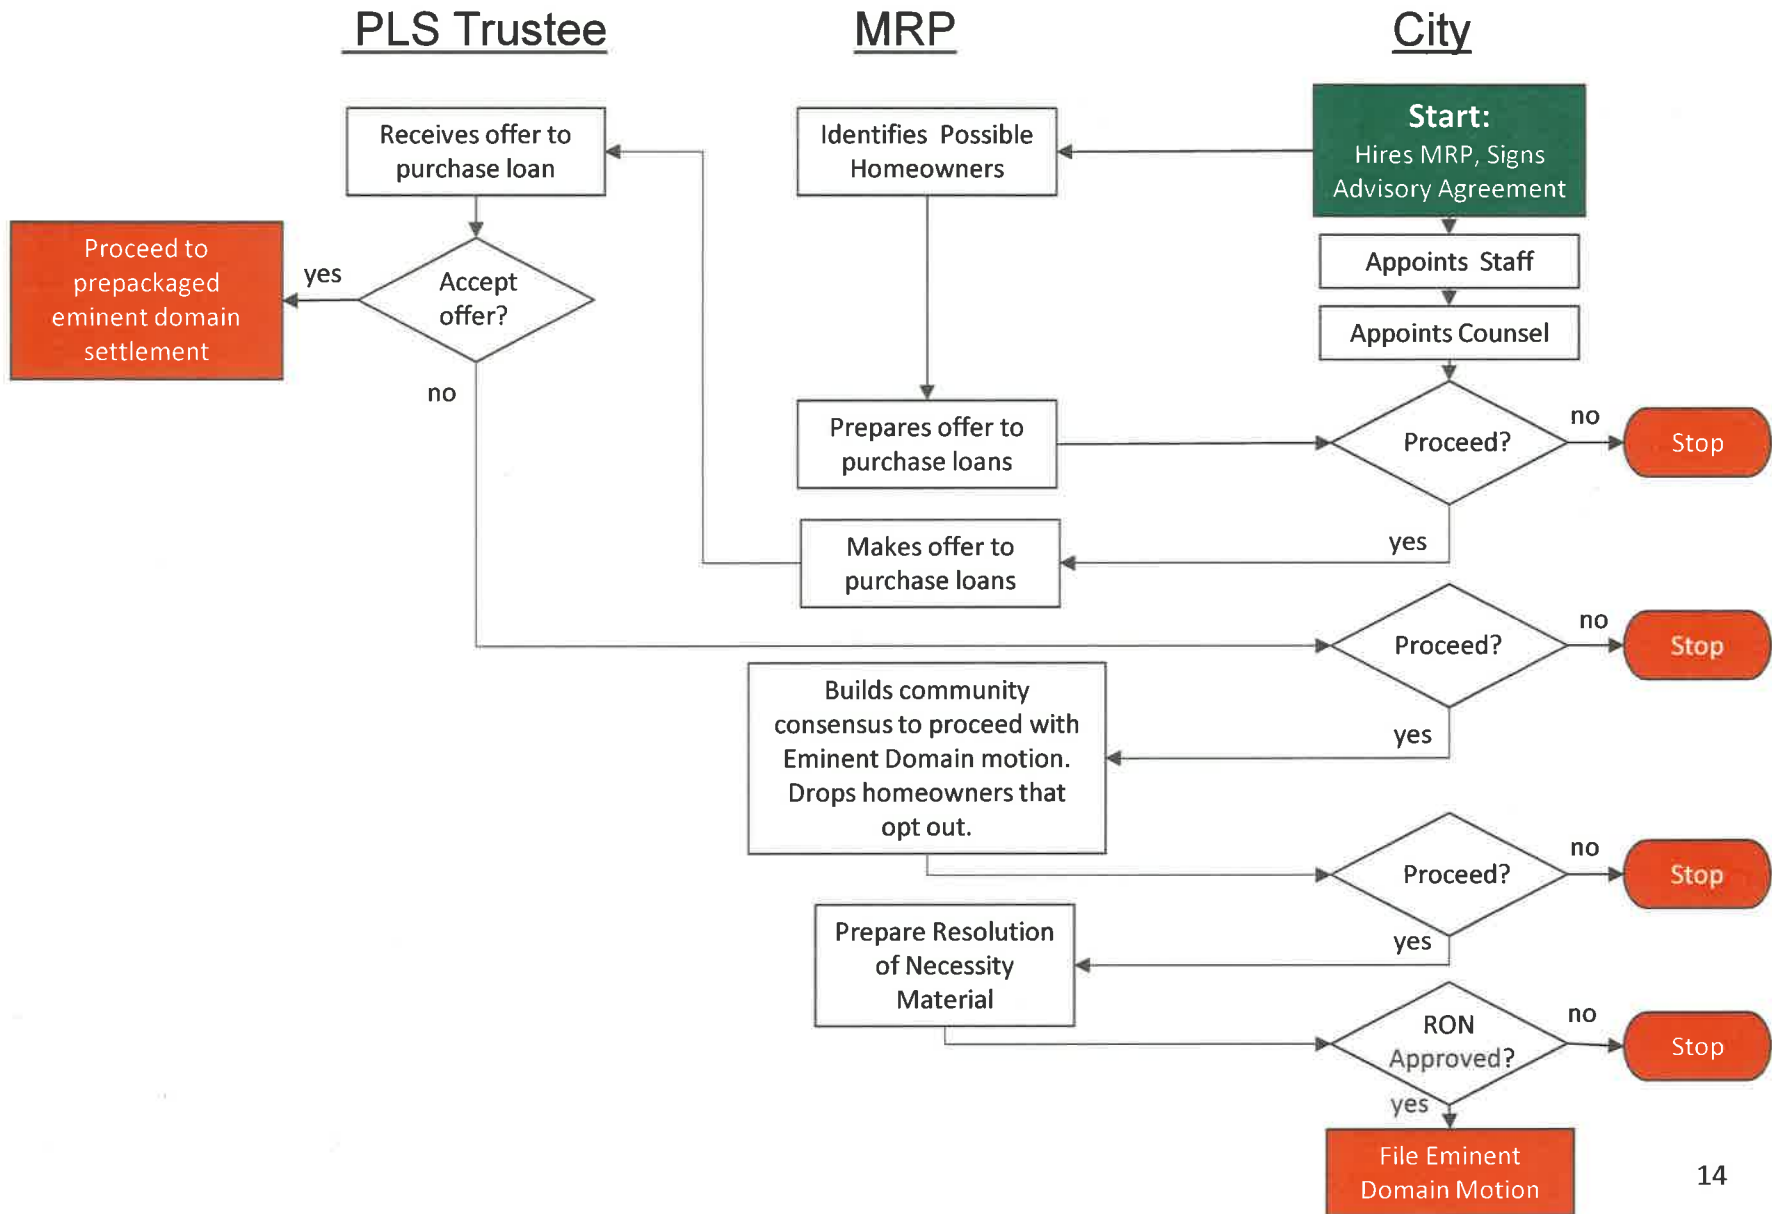 PLS Trustee
MRP
City
Receives offer to
purchase loan
Identifies Possible
Homeowners
Start:
Hires MRP, Signs
Advisory Agreement
Proceed to
prepackaged
eminent domain
settlement
yes
Accept
offer?
no
Appoints Staff
Appoints Counsel
Prepares offer to
purchase loans
Proceed?
no
Stop
yes
Makes offer to
purchase loans
Proceed?
no
Stop
yes
Builds community
consensus to proceed with
Eminent Domain motion.
Drops homeowners that
opt out.
Proceed?
no
Stop
yes
Prepare Resolution
of Necessity
Material
RON
Approved?
no
Stop
yes
File Eminent
Domain Motion
14